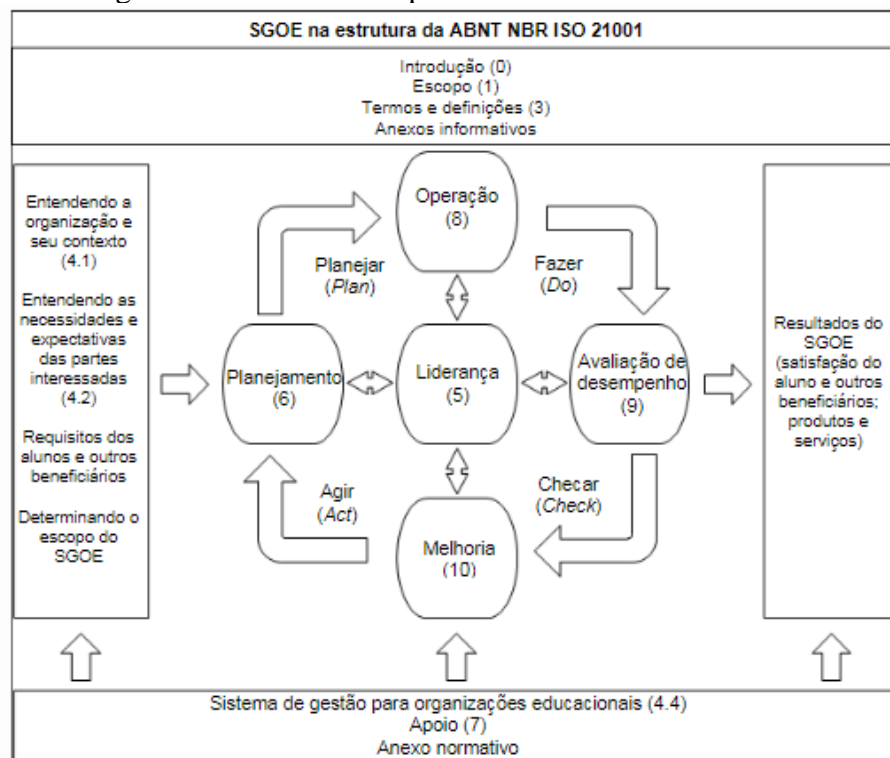 SGOE na estrutura da ABNT NBR ISO 21001
Introdução (0)
Escopo (1)
Termos e definições (3)
Anexos informativos
Entendendo a
organização e
seu contexto
(4.1)
Entendendo as
necessidades e
expectativas
das partes
interessadas
(4.2)
Requisitos dos
alunos e outros
beneficiários
Determinando o
escopo do
SGOE
Operação
(8)
Planejar
(Plan)
Fazer
(Do)
Planejamento
(6)
Liderança
(5)
Avaliação de
desempenho
(9)
Agir
(Act)
Checar
(Check)
Melhoria
(10)
Resultados do
SGOE
(satisfação do
aluno e outros
beneficiários;
produtos e
serviços)
Sistema de gestão para organizações educacionais (4.4)
Apoio (7)
Anexo normativo